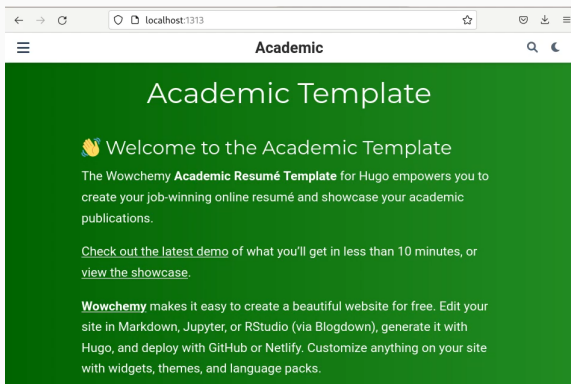 localhost:1313
Academic
Academic Template
👋 Welcome to the Academic Template
The Wowchemy Academic Resumé Template for Hugo empowers you to
create your job-winning online resumé and showcase your academic
publications.
Check out the latest demo of what you'll get in less than 10 minutes, or
view the showcase.
Wowchemy makes it easy to create a beautiful website for free. Edit your
site in Markdown, Jupyter, or RStudio (via Blogdown), generate it with
Hugo, and deploy with GitHub or Netlify. Customize anything on your site
with widgets, themes, and language packs.